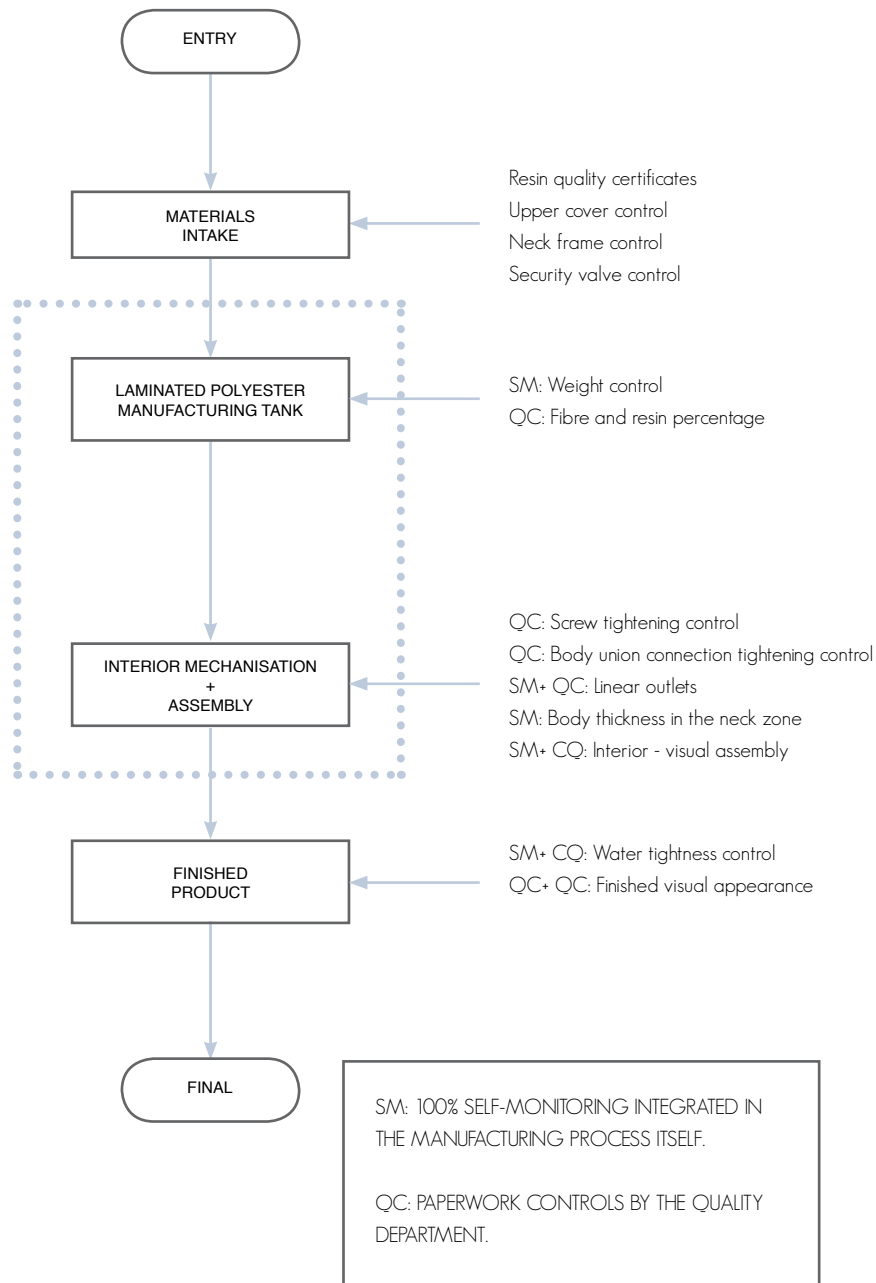 ENTRY
MATERIALS
INTAKE
Resin quality certificates
Upper cover control
Neck frame control
Security valve control
LAMINATED POLYESTER
MANUFACTURING TANK
SM: Weight control
QC: Fibre and resin percentage
INTERIOR MECHANISATION
+
ASSEMBLY
QC: Screw tightening control
QC: Body union connection tightening control
SM+ QC: Linear outlets
SM: Body thickness in the neck zone
SM+ CQ: Interior - visual assembly
FINISHED
PRODUCT
SM+ CQ: Water tightness control
QC+ QC: Finished visual appearance
FINAL
SM: 100% SELF-MONITORING INTEGRATED IN
THE MANUFACTURING PROCESS ITSELF.
QC: PAPERWORK CONTROLS BY THE QUALITY
DEPARTMENT.